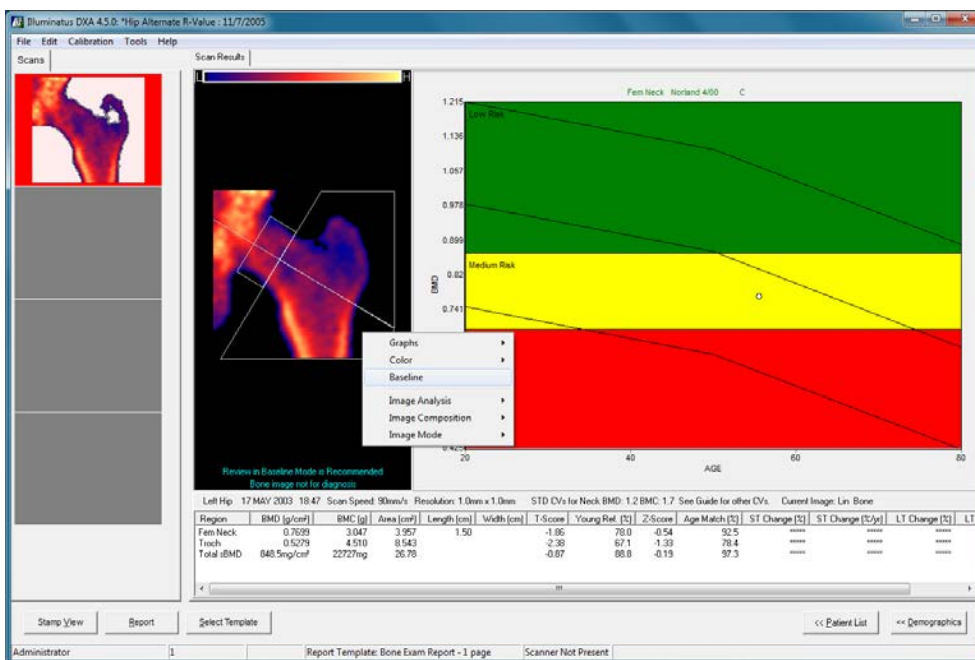 Illuminatus DXA 4.5.0: *Hip Alternate R-Value : 11/7/2005
File Edit Calibration Tools Help
Scans
Scan Results
L H
Fem Neck Norland 4/00 C
1.215
Low Risk
1.136
1.057
0.978
0.899
Medium Risk
0.82
BMD
0.741
Graphs
Color
Baseline
Image Analysis
Image Composition
Image Mode
0.425
20 40 60 80
AGE
Review in Baseline Mode is Recommended
Bone image not for diagnosis
Left Hip 17 MAY 2003 18:47 Scan Speed: 90mm/s Resolution: 1.0mm x 1.0mm STD CVs for Neck BMD: 1.2 BMC: 1.7 See Guide for other CVs. Current Image: Lin Bone
Region BMD [g/cm²] BMC [g] Area [cm²] Length [cm] Width [cm] T-Score Young Ref. [%] Z-Score Age Match [%] ST Change [%] ST Change [%/yr] LT Change [%] LT
Fem Neck 0.7699 3.047 3.957 1.50 -1.86 78.0 -0.54 92.5 ***** ***** *****
Troch 0.5279 4.510 8.543 -2.38 67.1 -1.33 78.4 ***** ***** *****
Total sBMD 848.5mg/cm² 22727mg 26.78 -0.87 88.8 -0.19 97.3 ***** ***** *****
Stamp View Report Select Template << Patient List << Demographics
Administrator 1 Report Template: Bone Exam Report - 1 page Scanner Not Present